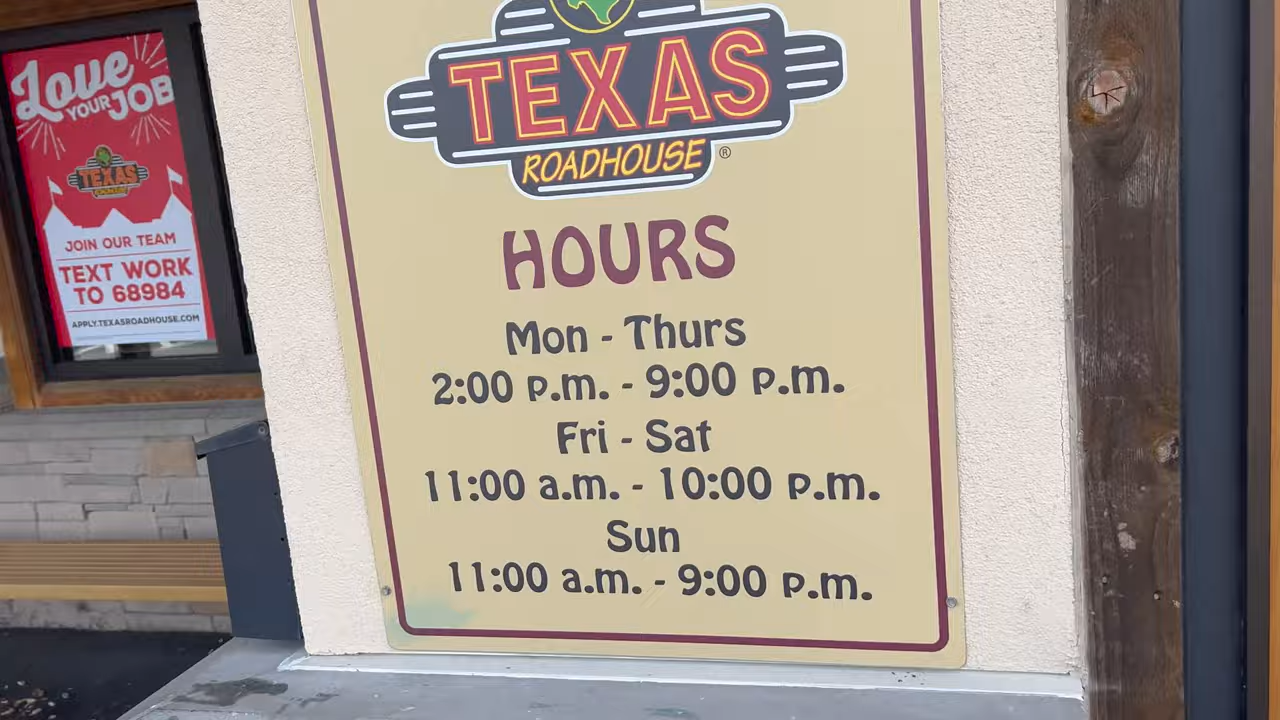 Love
YOUR JOB
TEXAS
JOIN OUR TEAM
TEXT WORK
TO 68984
APPLY.TEXASROADHOUSE.COM
TEXAS
ROADHOUSE®
HOURS
Mon - Thurs
2:00 p.m. - 9:00 p.m.
Fri - Sat
11:00 a.m. - 10:00 p.m.
Sun
11:00 a.m. - 9:00 p.m.